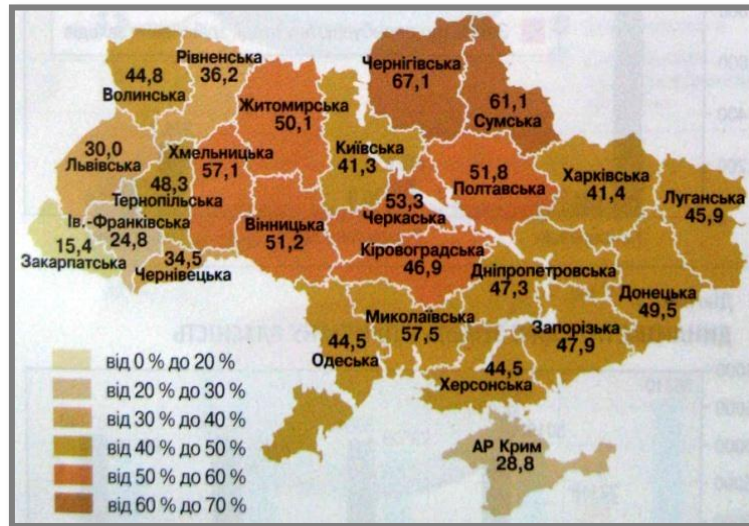 Рівненська
36,2
44,8
Волинська
Житомирська
50,1
Чернігівська
67,1
61,1
Сумська
Київська
41,3
30,0
Львівська
Хмельницька
57,1
48,3
Тернопільська
Ів.-Франківська
24,8
15,4
Закарпатська
34,5
Чернівецька
Вінницька
51,2
53,3
Черкаська
51,8
Полтавська
Харківська
41,4
Луганська
45,9
Кіровоградська
46,9
Дніпропетровська
47,3
Донецька
49,5
Запорізька
47,9
Миколаївська
57,5
44,5
Одеська
44,5
Херсонська
АР Крим
28,8
від 0 % до 20 %
від 20 % до 30 %
від 30 % до 40 %
від 40 % до 50 %
від 50 % до 60 %
від 60 % до 70 %